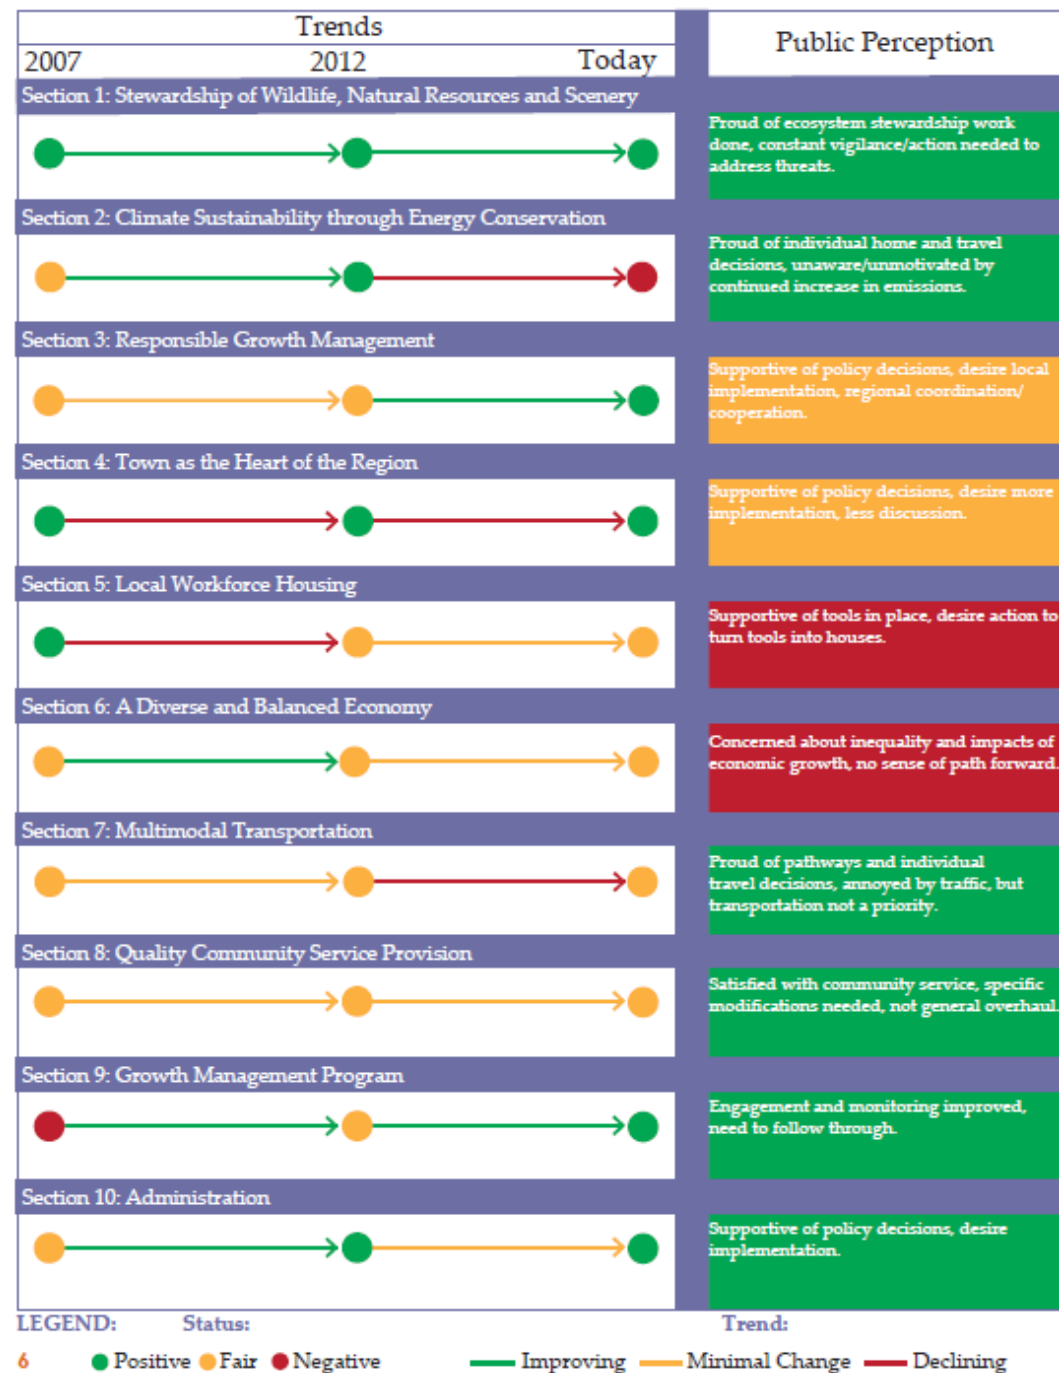 Trends
Public Perception
2007 2012 Today
Section 1: Stewardship of Wildlife, Natural Resources and Scenery
Proud of ecosystem stewardship work
done, constant vigilance/action needed to
address threats.
Section 2: Climate Sustainability through Energy Conservation
Proud of individual home and travel
decisions, unaware/unmotivated by
continued increase in emissions.
Section 3: Responsible Growth Management
Supportive of policy decisions, desire local
implementation, regional coordination/
cooperation.
Section 4: Town as the Heart of the Region
Supportive of policy decisions, desire more
implementation, less discussion.
Section 5: Local Workforce Housing
Supportive of tools in place, desire action to
turn tools into houses.
Section 6: A Diverse and Balanced Economy
Concerned about inequality and impacts of
economic growth, no sense of path forward.
Section 7: Multimodal Transportation
Proud of pathways and individual
travel decisions, annoyed by traffic, but
transportation not a priority.
Section 8: Quality Community Service Provision
Satisfied with community service, specific
modifications needed, not general overhaul.
Section 9: Growth Management Program
Engagement and monitoring improved,
need to follow through.
Section 10: Administration
Supportive of policy decisions, desire
implementation.
LEGEND: Status: Trend:
6 Positive Fair Negative Improving Minimal Change Declining